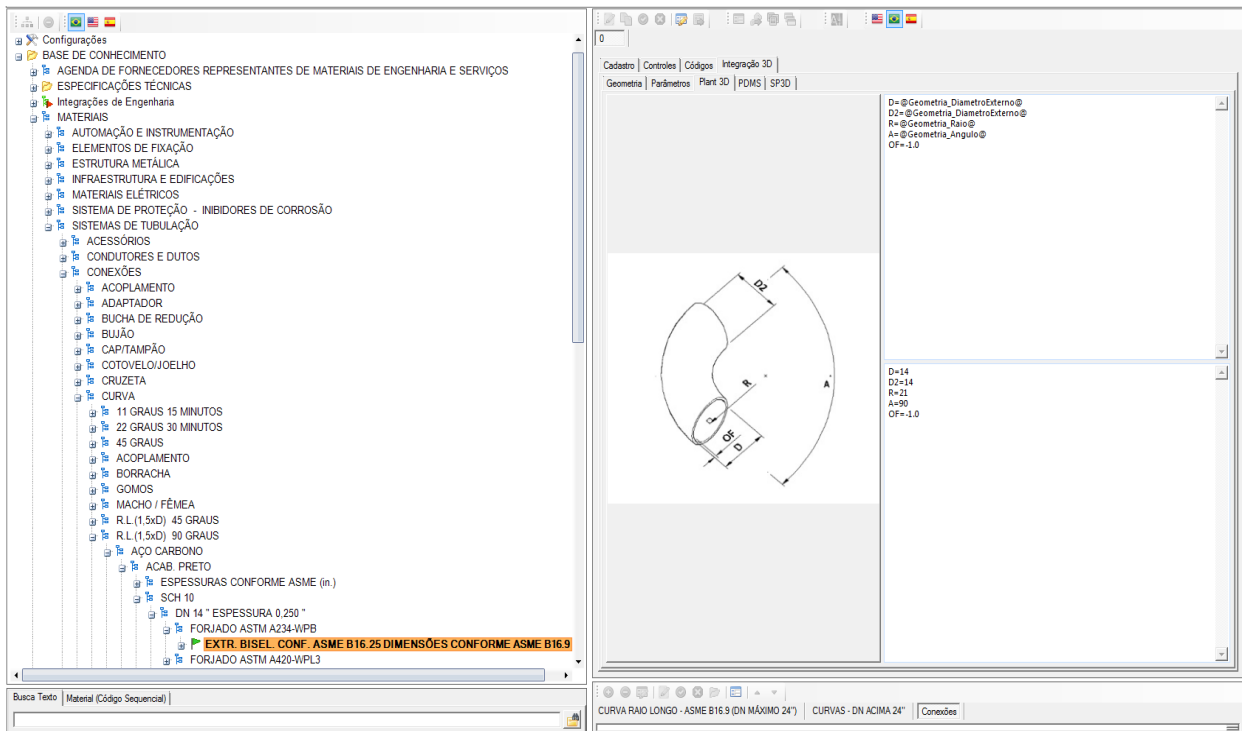 Configurações
BASE DE CONHECIMENTO
AGENDA DE FORNECEDORES REPRESENTANTES DE MATERIAIS DE ENGENHARIA E SERVIÇOS
ESPECIFICAÇÕES TÉCNICAS
Integrações de Engenharia
MATERIAIS
AUTOMAÇÃO E INSTRUMENTAÇÃO
ELEMENTOS DE FIXAÇÃO
ESTRUTURA METÁLICA
INFRAESTRUTURA E EDIFICAÇÕES
MATERIAIS ELÉTRICOS
SISTEMA DE PROTEÇÃO - INIBIDORES DE CORROSÃO
SISTEMAS DE TUBULAÇÃO
ACESSÓRIOS
CONDUTORES E DUTOS
CONEXÕES
ACOPLAMENTO
ADAPTADOR
BUCHA DE REDUÇÃO
BUJÃO
CAP/TAMPÃO
COTOVELO/JOELHO
CRUZETA
CURVA
11 GRAUS 15 MINUTOS
22 GRAUS 30 MINUTOS
45 GRAUS
ACOPLAMENTO
BORRACHA
GOMOS
MACHO / FÊMEA
R.L.(1,5xD) 45 GRAUS
R.L.(1,5xD) 90 GRAUS
AÇO CARBONO
ACAB. PRETO
ESPESSURAS CONFORME ASME (in.)
SCH 10
DN 14 " ESPESSURA 0,250 "
FORJADO ASTM A234-WPB
EXTR. BISEL. CONF. ASME B16.25 DIMENSÕES CONFORME ASME B16.9
FORJADO ASTM A420-WPL3
Busca Texto Material (Código Sequencial)
0
Cadastro Controles Códigos Integração 3D
Geometria Parâmetros Plant 3D PDMS SP3D
D2
R
A
OF
D
D=@Geometria_DiametroExterno@
D2=@Geometria_DiametroExterno@
R=@Geometria_Raio@
A=@Geometria_Angulo@
OF=-1.0
D=14
D2=14
R=21
A=90
OF=-1.0
CURVA RAIO LONGO - ASME B16.9 (DN MÁXIMO 24") CURVAS - DN ACIMA 24" Conexões